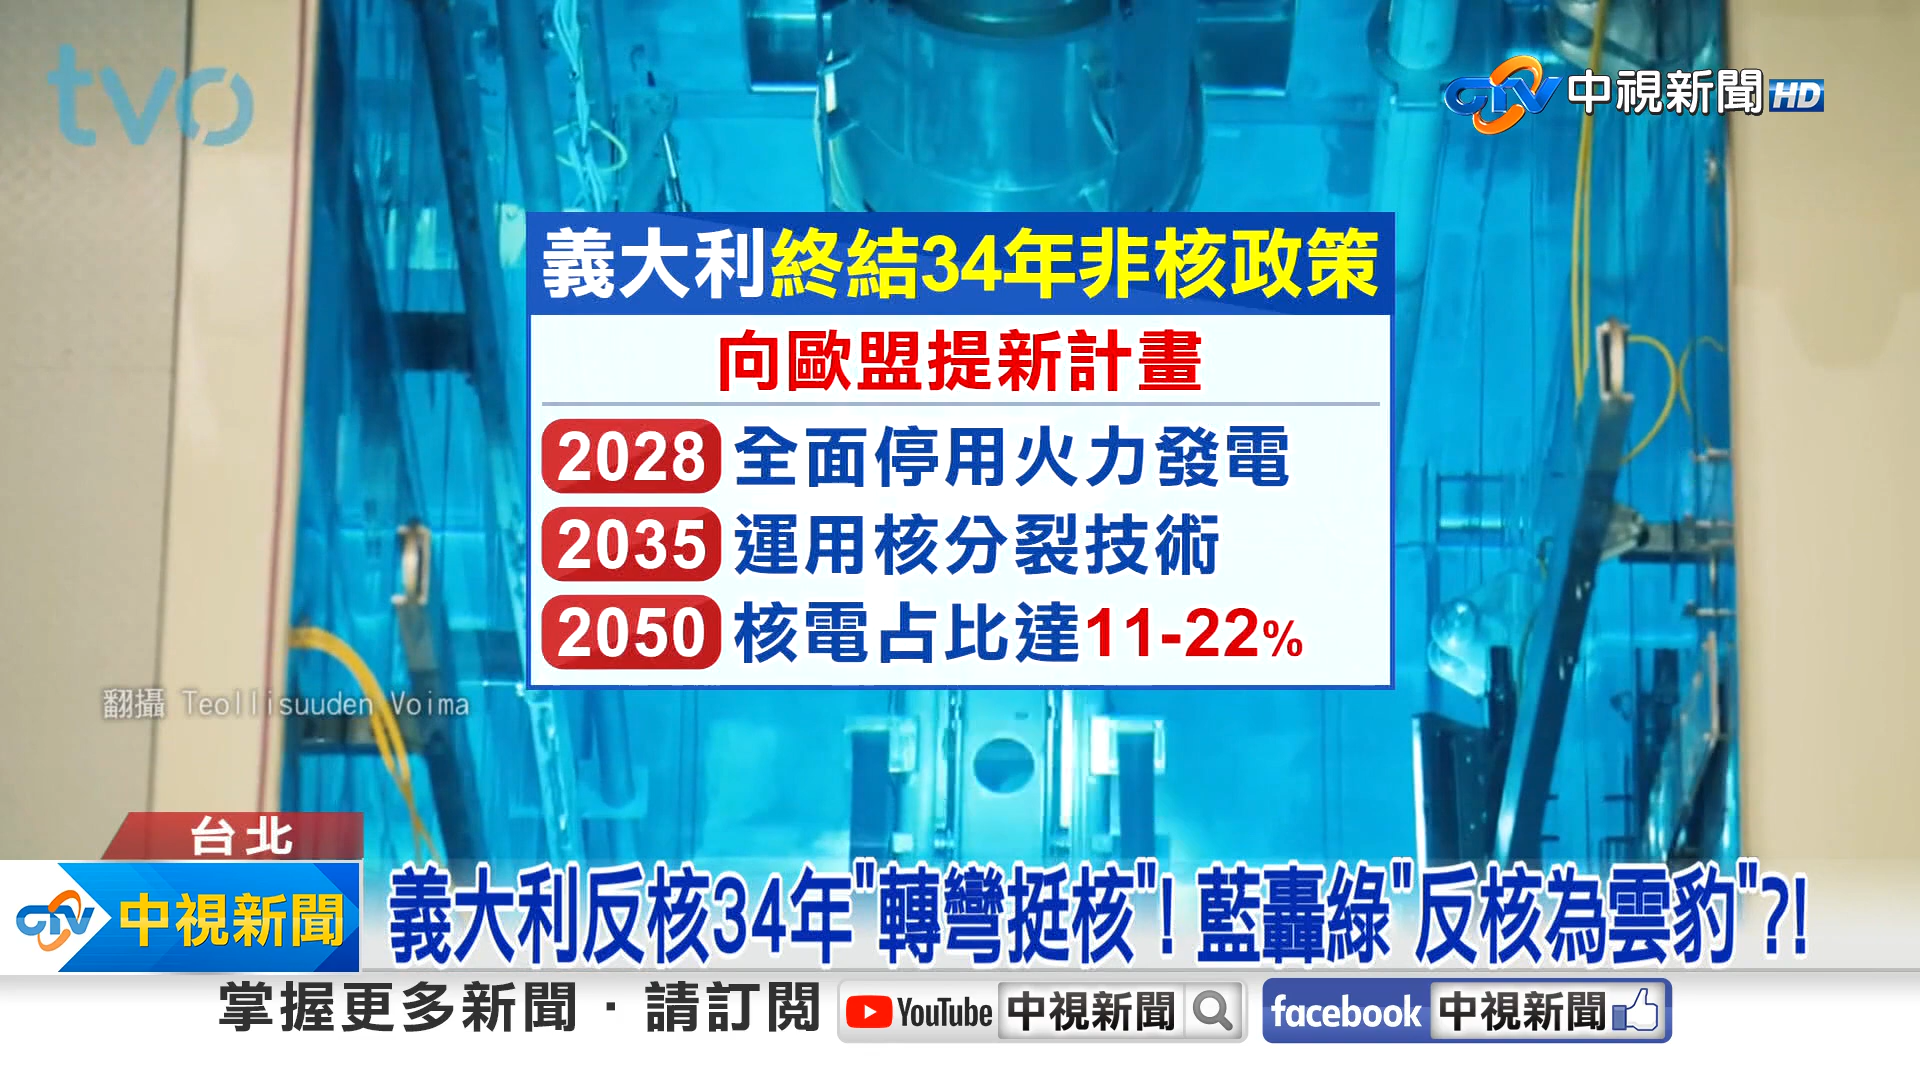 tvo
CTV 中視新聞 HD
義大利終結34年非核政策
向歐盟提新計畫
2028 全面停用火力發電
2035 運用核分裂技術
2050 核電占比達11-22%
翻攝 Teollisuuden Voima
台北
CTV 中視新聞
義大利反核34年"轉彎挺核"! 藍轟綠"反核為雲豹"?!
掌握更多新聞・請訂閱 YouTube 中視新聞 facebook 中視新聞